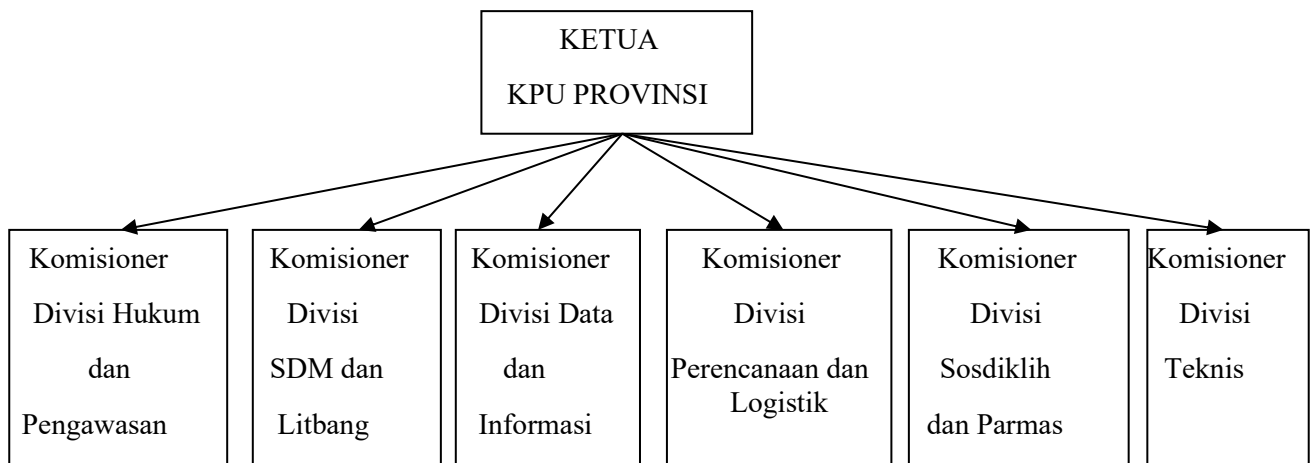 KETUA
KPU PROVINSI
Komisioner
Divisi Hukum
dan
Pengawasan
Komisioner
Divisi
SDM dan
Litbang
Komisioner
Divisi Data
dan
Informasi
Komisioner
Divisi
Perencanaan dan
Logistik
Komisioner
Divisi
Sosdiklih
dan Parmas
Komisioner
Divisi
Teknis